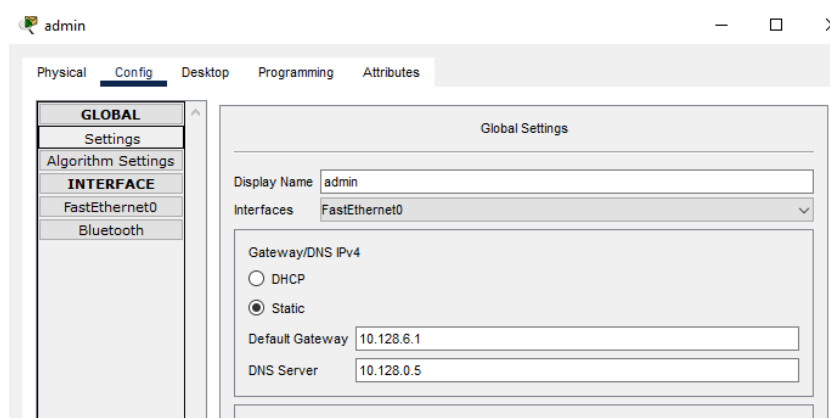 admin
Physical Config Desktop Programming Attributes
GLOBAL
Settings
Algorithm Settings
INTERFACE
FastEthernet0
Bluetooth
Global Settings
Display Name admin
Interfaces FastEthernet0
Gateway/DNS IPv4
DHCP
Static
Default Gateway 10.128.6.1
DNS Server 10.128.0.5